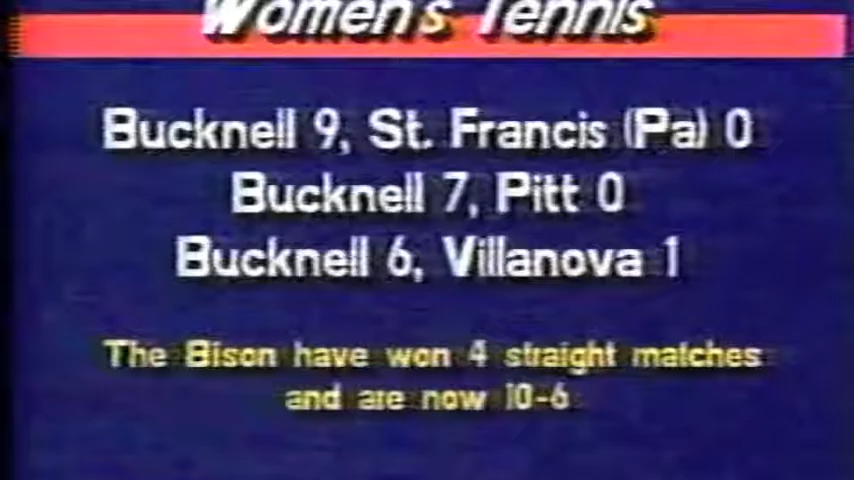 Women's Tennis
Bucknell 9, St. Francis (Pa) 0
Bucknell 7, Pitt 0
Bucknell 6, Villanova 1
The Bison have won 4 straight matches
and are now 10-6